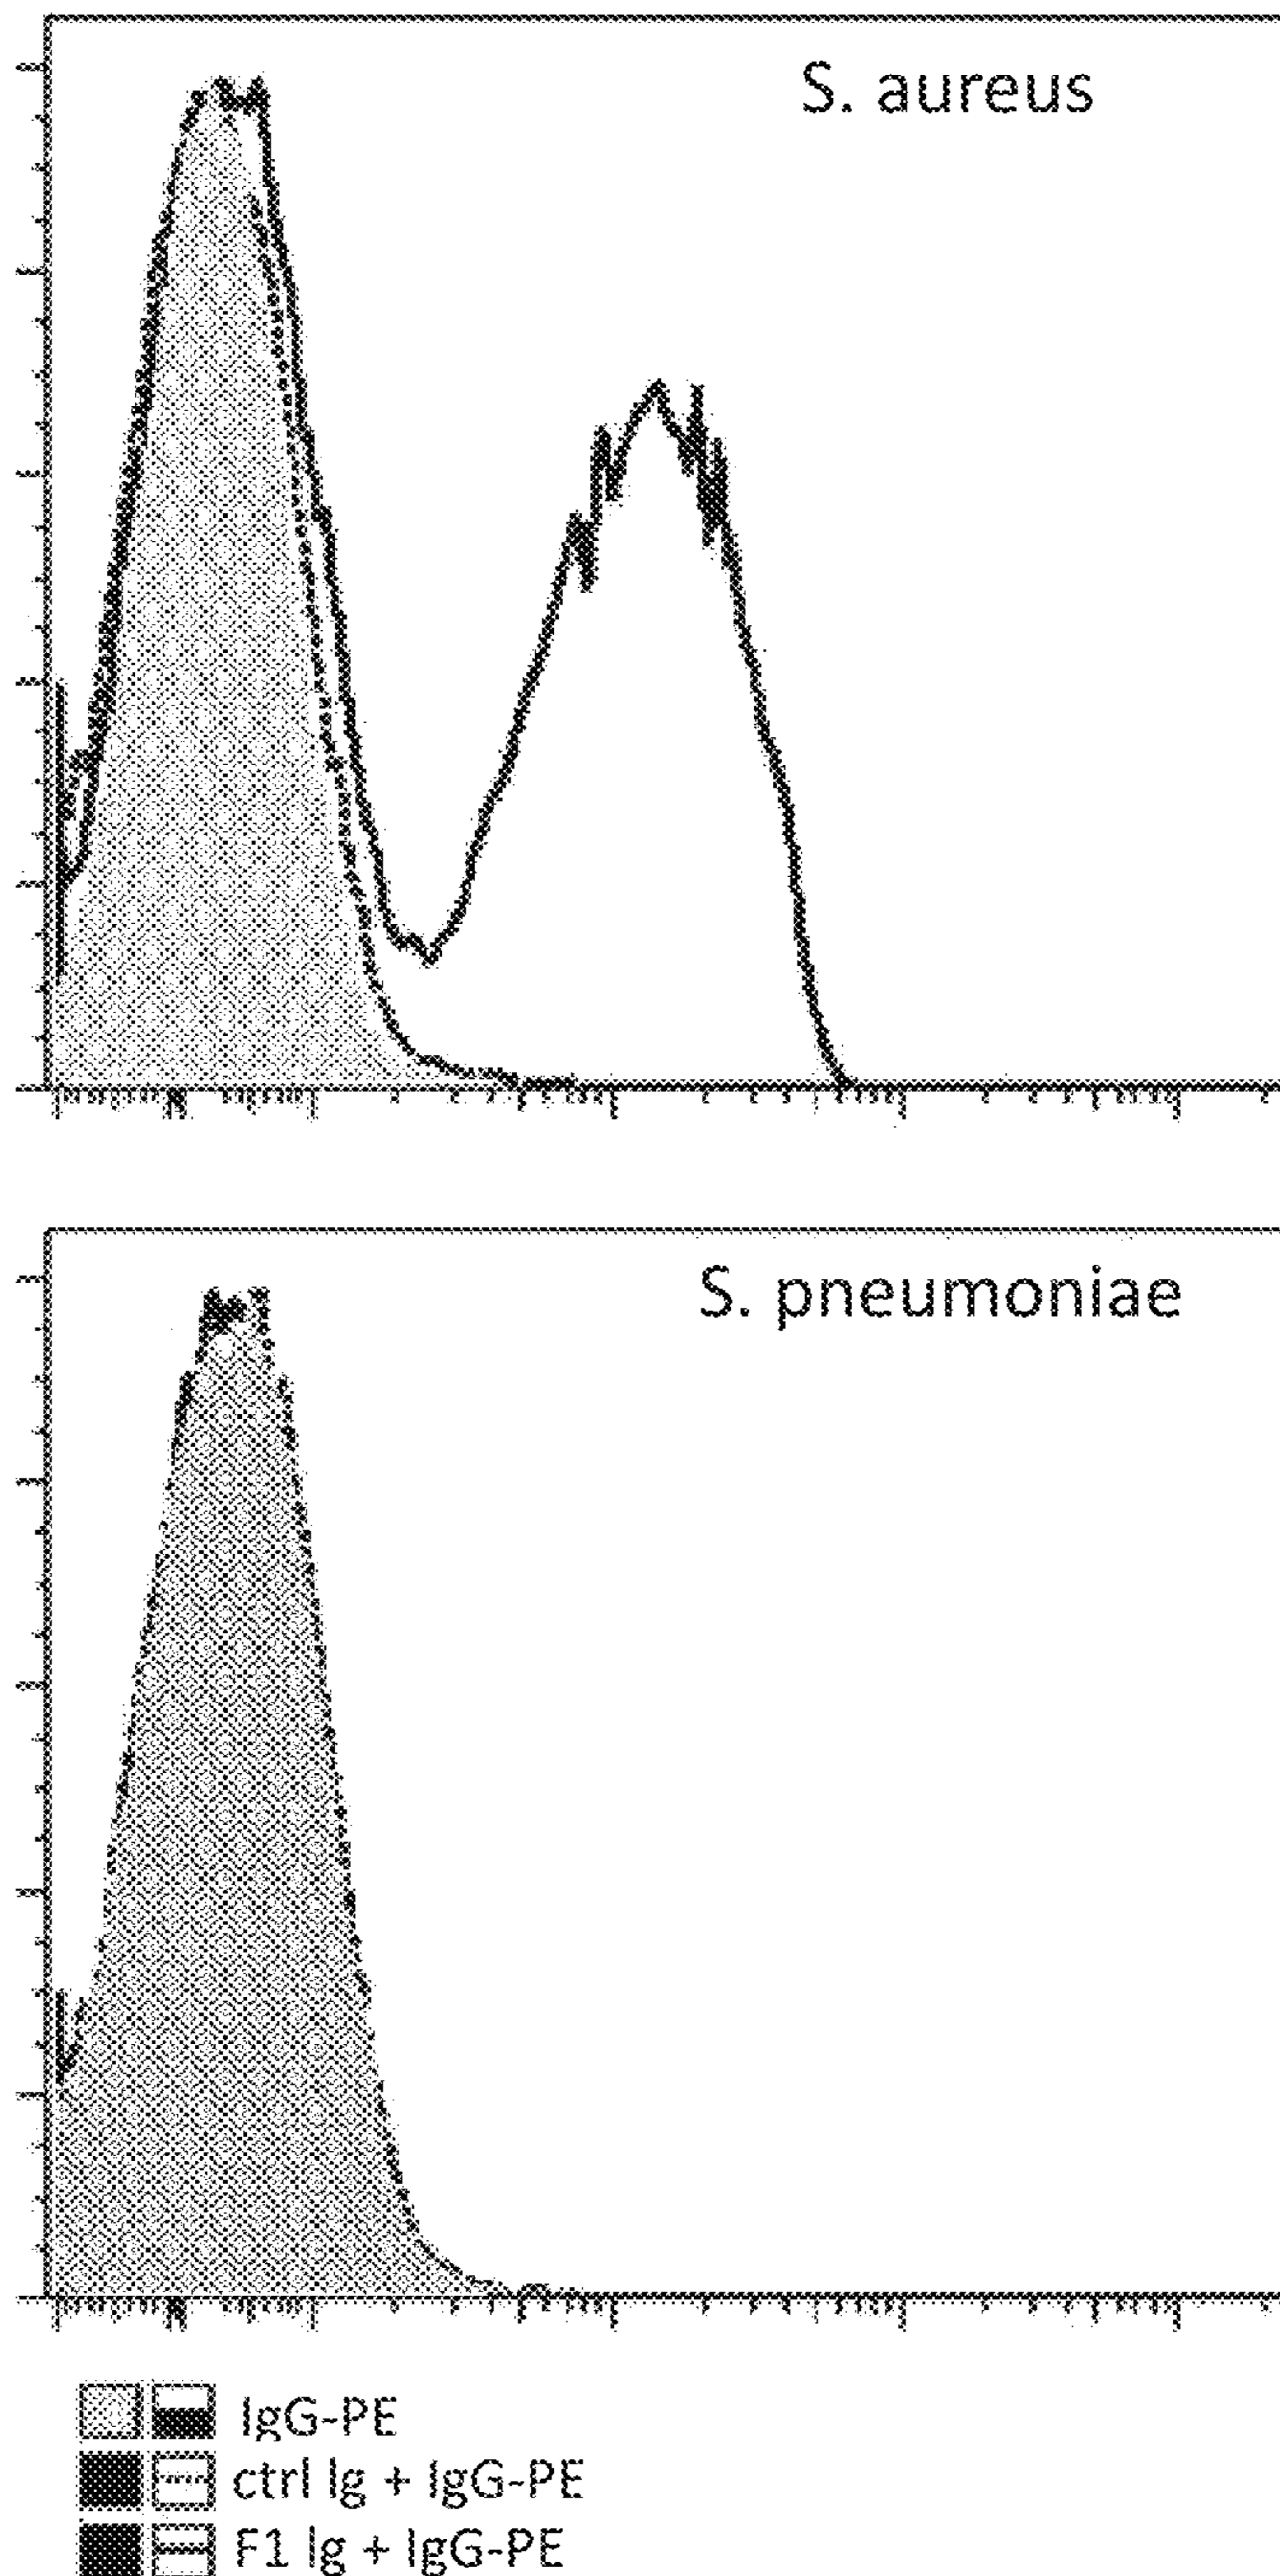 S. aureus
S. pneumoniae
IgG-PE
ctrl Ig + IgG-PE
F1 Ig + IgG-PE